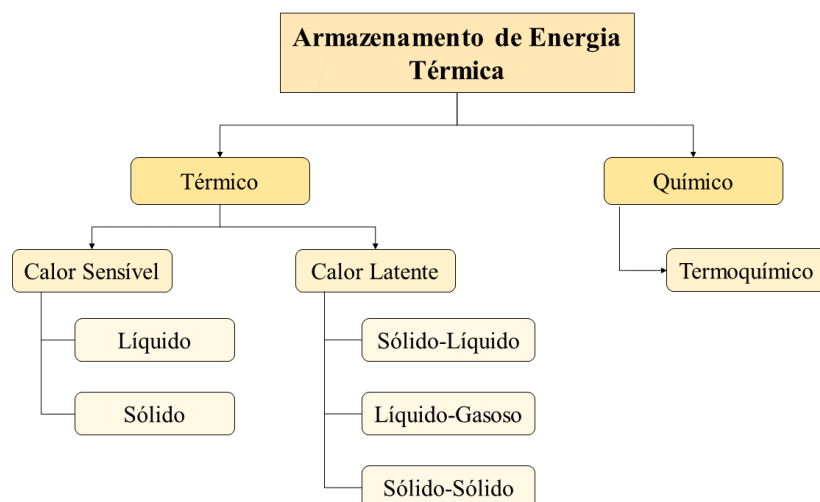 Armazenamento de Energia
Térmica
Térmico
Químico
Calor Sensível
Calor Latente
Termoquímico
Líquido
Sólido-Líquido
Sólido
Líquido-Gasoso
Sólido-Sólido